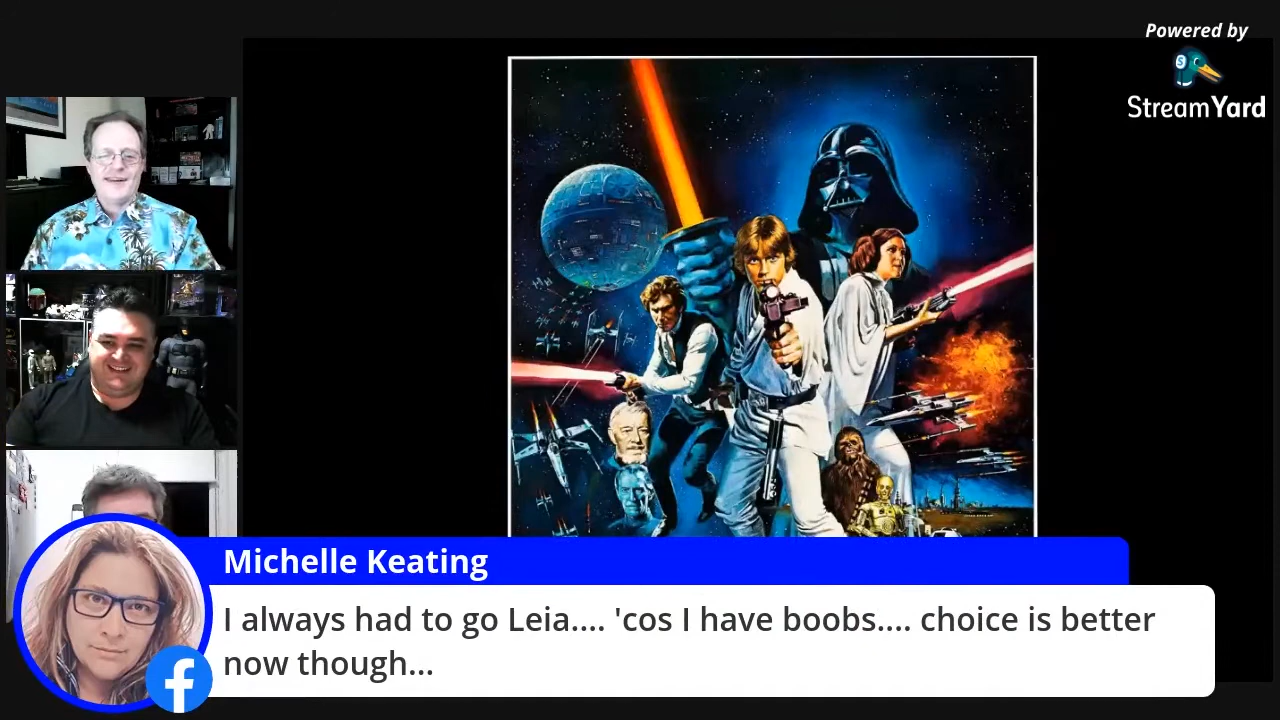 Powered by
StreamYard
Michelle Keating
I always had to go Leia.... 'cos I have boobs.... choice is better
now though...